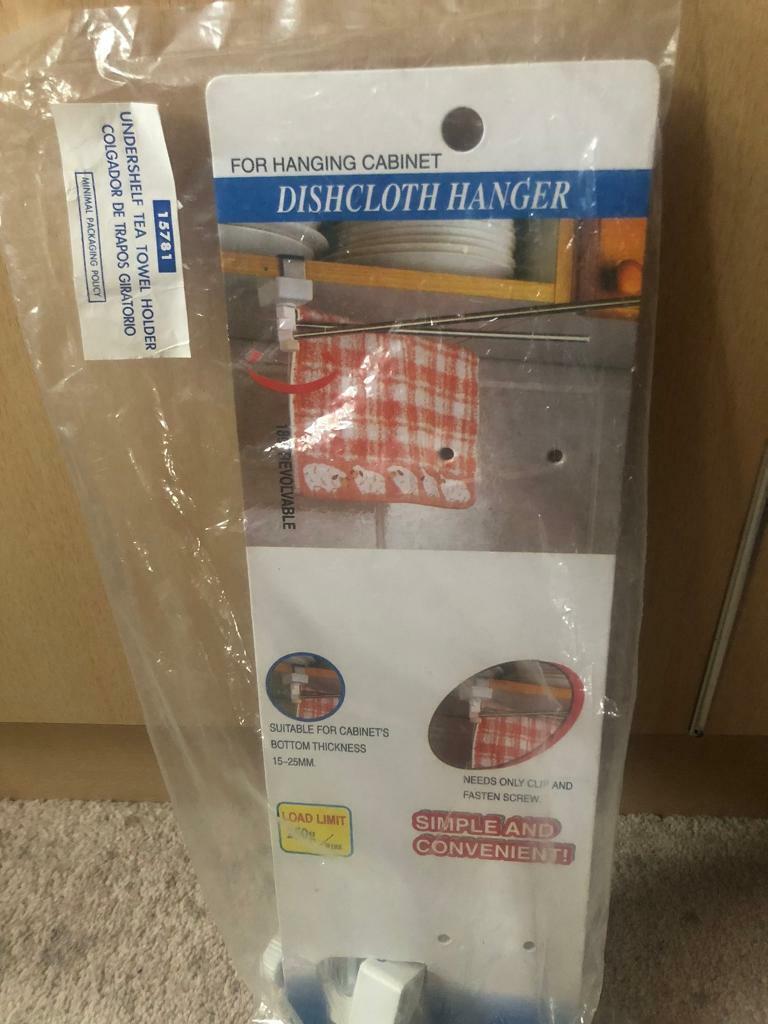 15781
UNDERSHELF TEA TOWEL HOLDER
COLGADOR DE TRAPOS GIRATORIO
MINIMAL PACKAGING POLICY
FOR HANGING CABINET
DISHCLOTH HANGER
REVOLVABLE
SUITABLE FOR CABINET'S
BOTTOM THICKNESS
15-25MM.
NEEDS ONLY CLIP AND
FASTEN SCREW.
LOAD LIMIT
SIMPLE AND
CONVENIENT!